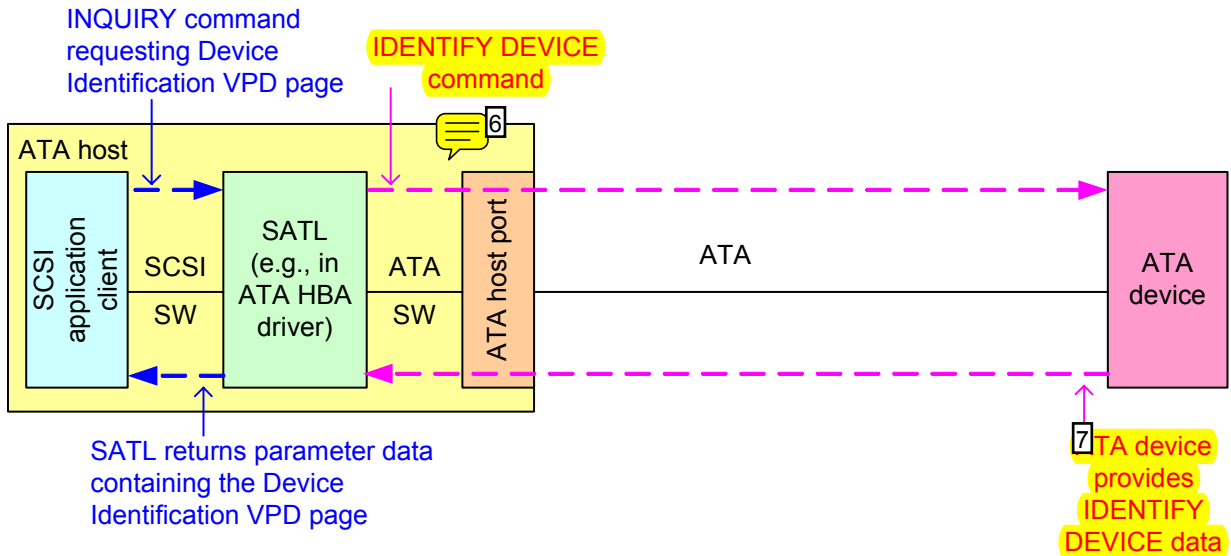 INQUIRY command
requesting Device
Identification VPD page
IDENTIFY DEVICE
command
6
ATA host
SCSI
application
client
SCSI
SW
SATL
(e.g., in
ATA HBA
driver)
ATA
SW
ATA host port
ATA
ATA
device
SATL returns parameter data
containing the Device
Identification VPD page
7
TA device
provides
IDENTIFY
DEVICE data